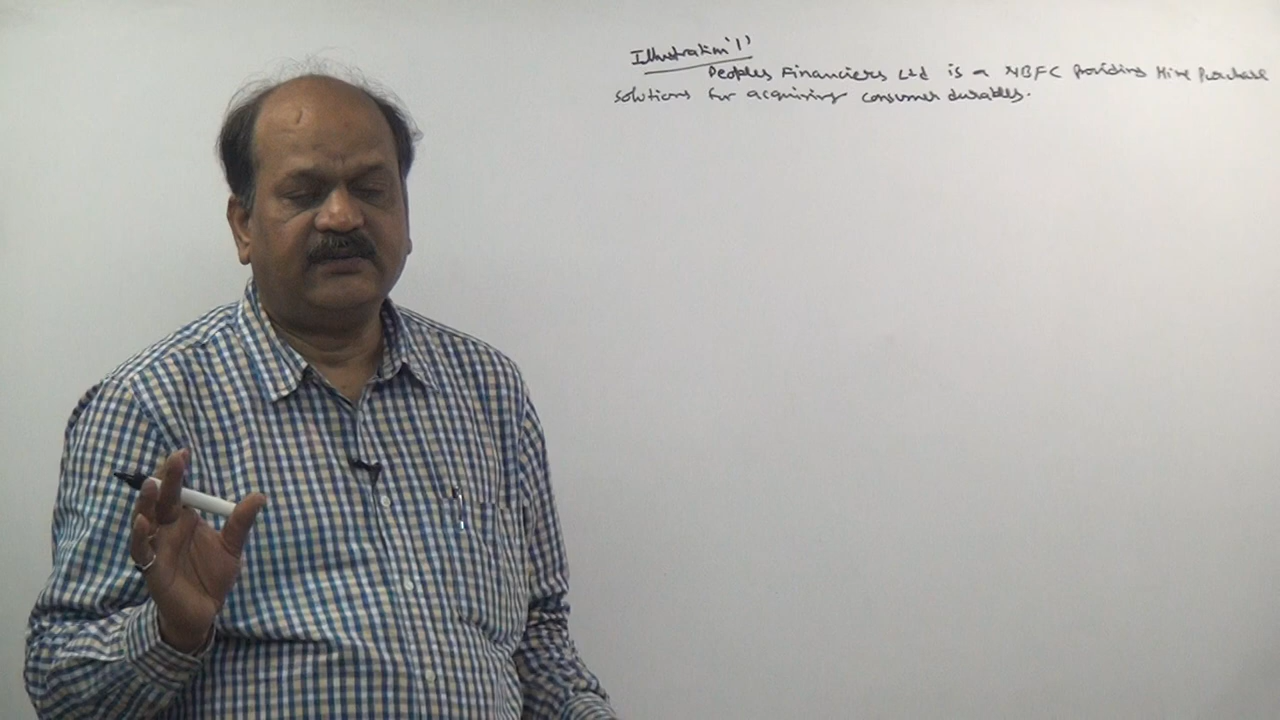 Illustration '1'
Peoples Financiers Ltd is a NBFC Providing Hire Purchase
solutions for acquiring consumer durables.